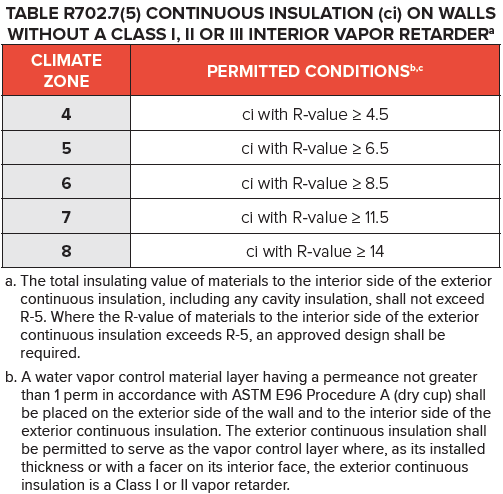 TABLE R702.7(5) CONTINUOUS INSULATION (ci) ON WALLS
WITHOUT A CLASS I, II OR III INTERIOR VAPOR RETARDERᵃ
CLIMATE
ZONE
PERMITTED CONDITIONSᵇ,ᶜ
4 ci with R-value ≥ 4.5
5 ci with R-value ≥ 6.5
6 ci with R-value ≥ 8.5
7 ci with R-value ≥ 11.5
8 ci with R-value ≥ 14
a. The total insulating value of materials to the interior side of the exterior
continuous insulation, including any cavity insulation, shall not exceed
R-5. Where the R-value of materials to the interior side of the exterior
continuous insulation exceeds R-5, an approved design shall be
required.
b. A water vapor control material layer having a permeance not greater
than 1 perm in accordance with ASTM E96 Procedure A (dry cup) shall
be placed on the exterior side of the wall and to the interior side of the
exterior continuous insulation. The exterior continuous insulation shall
be permitted to serve as the vapor control layer where, as its installed
thickness or with a facer on its interior face, the exterior continuous
insulation is a Class I or II vapor retarder.